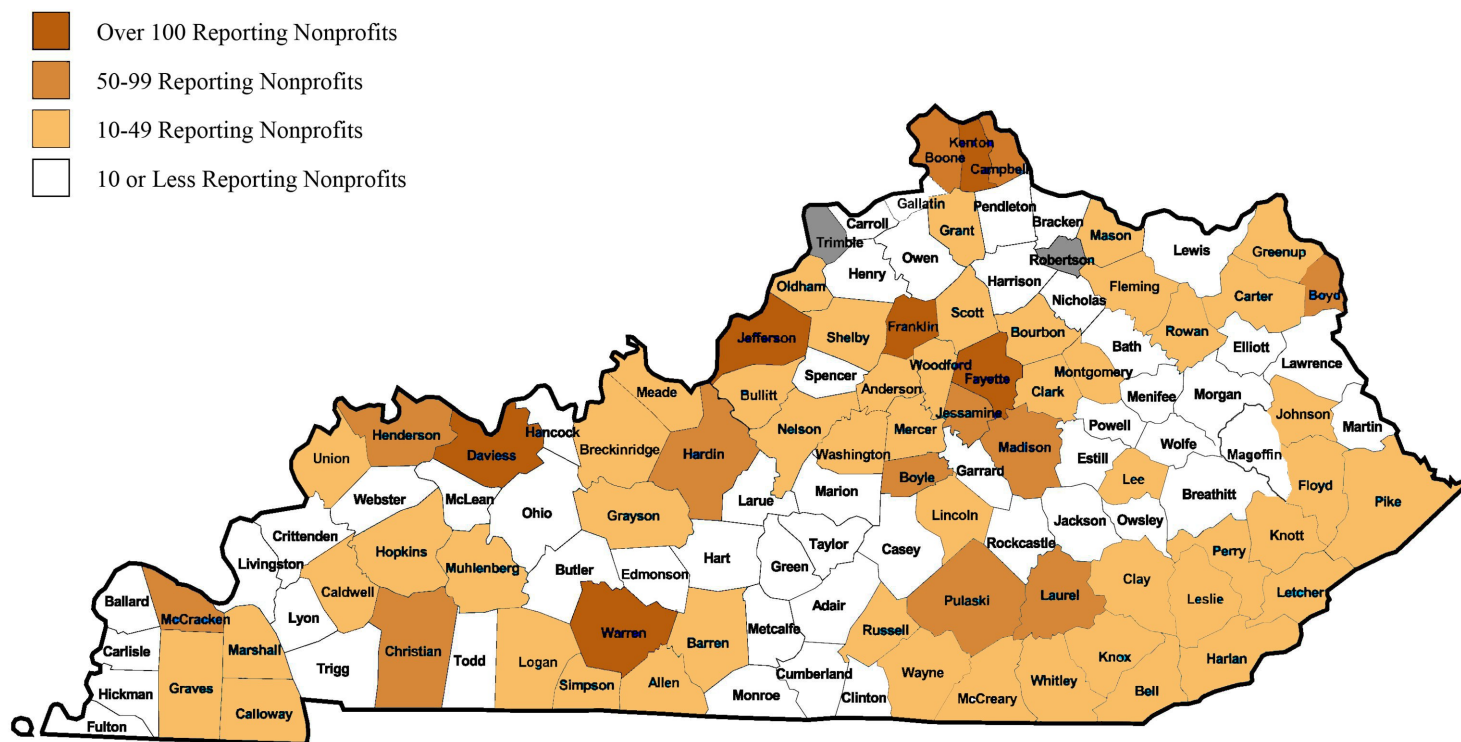 Over 100 Reporting Nonprofits
50-99 Reporting Nonprofits
10-49 Reporting Nonprofits
10 or Less Reporting Nonprofits
Kenton
Boone
Campbell
Gallatin
Pendleton
Carroll
Bracken
Grant
Mason
Trimble
Lewis
Owen
Greenup
Robertson
Henry
Harrison
Oldham
Fleming
Nicholas
Carter
Boyd
Scott
Franklin
Jefferson
Shelby
Bourbon
Rowan
Bath
Elliott
Lawrence
Woodford
Spencer
Fayette
Montgomery
Anderson
Clark
Bullitt
Meade
Menifee
Morgan
Jessamine
Johnson
Powell
Martin
Nelson
Mercer
Hancock
Henderson
Wolfe
Breckinridge
Madison
Daviess
Hardin
Washington
Magoffin
Union
Estill
Garrard
Boyle
Lee
Floyd
Marion
Breathitt
Webster
McLean
Larue
Pike
Ohio
Grayson
Lincoln
Jackson
Owsley
Crittenden
Rockcastle
Knott
Taylor
Hopkins
Casey
Perry
Hart
Livingston
Green
Muhlenberg
Butler
Edmonson
Clay
Caldwell
Letcher
Laurel
Leslie
Ballard
Pulaski
Adair
Lyon
McCracken
Metcalfe
Russell
Warren
Barren
Marshall
Carlisle
Christian
Knox
Harlan
Todd
Logan
Trigg
Cumberland
Wayne
Whitley
Allen
Simpson
Graves
Hickman
Bell
Monroe
Clinton
McCreary
Calloway
Fulton